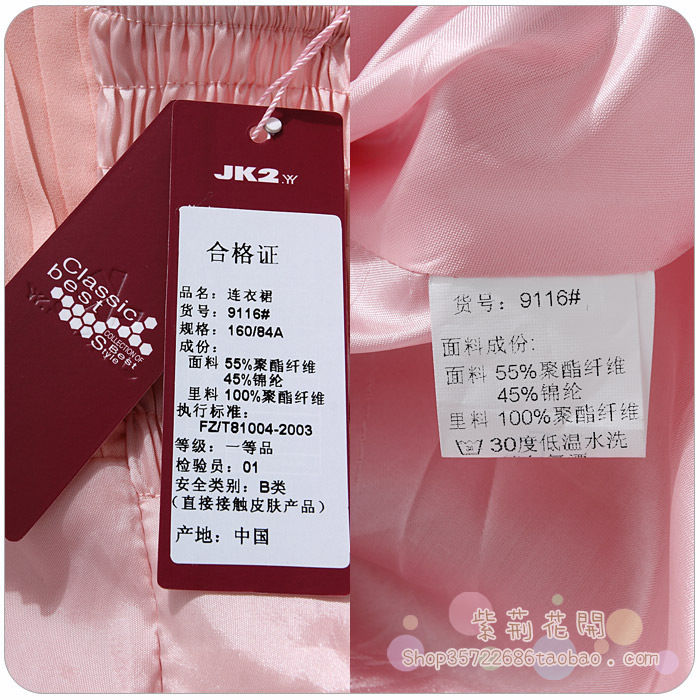 JK2.YY
合格证
品名：连衣裙
货号：9116#
规格：160/84A
成份：
面料 55%聚酯纤维
45%锦纶
里料 100%聚酯纤维
执行标准：
FZ/T81004-2003
等级：一等品
检验员：01
安全类别：B类
（直接接触皮肤产品）
产地：中国
Classic
best
COLLECTION OF
S Best
Style
货号：9116#
面料成份:
面料 55%聚酯纤维
45%锦纶
里料 100%聚酯纤维
30度低温水洗
紫荆花開
Shop35722686taobao.com